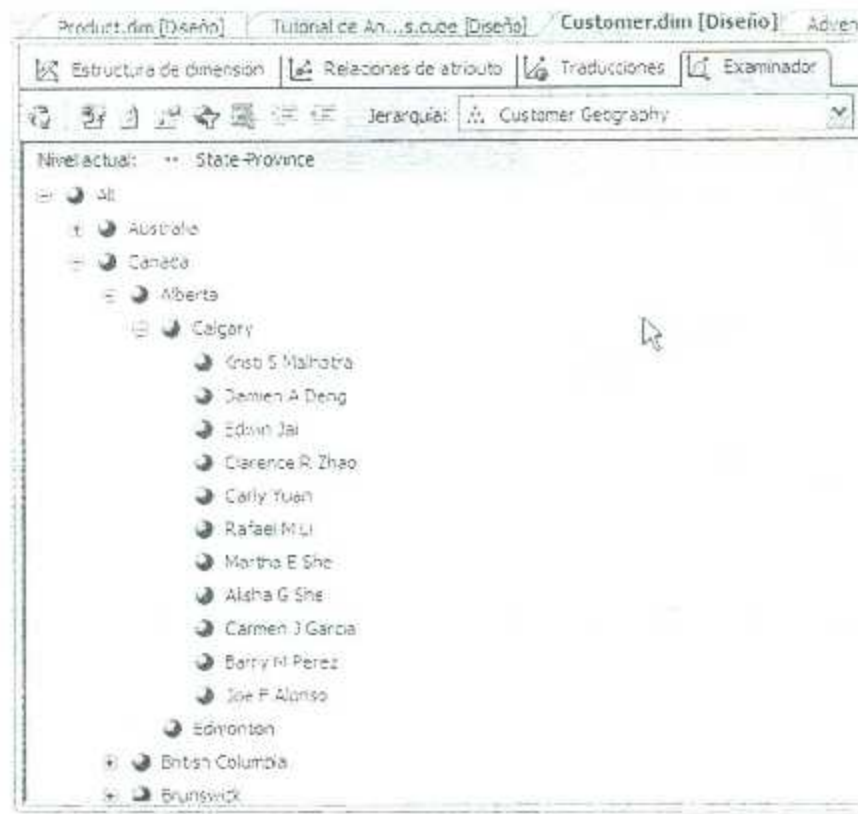 Product.dim [Diseño] Tutorial de An...s.cube [Diseño] Customer.dim [Diseño] Adven
Estructura de dimensión Relaciones de atributo Traducciones Examinador
Jerarquía: Customer Geography
Nivel actual: State-Province
All
Australia
Canada
Alberta
Calgary
Kristi S Malhotra
Damien A Deng
Edwin Jai
Clarence R Zhao
Carly Yuan
Rafael M Li
Martha E She
Alisha G She
Carmen J Garcia
Barry M Perez
Joe F Alonso
Edmonton
British Columbia
Brunswick